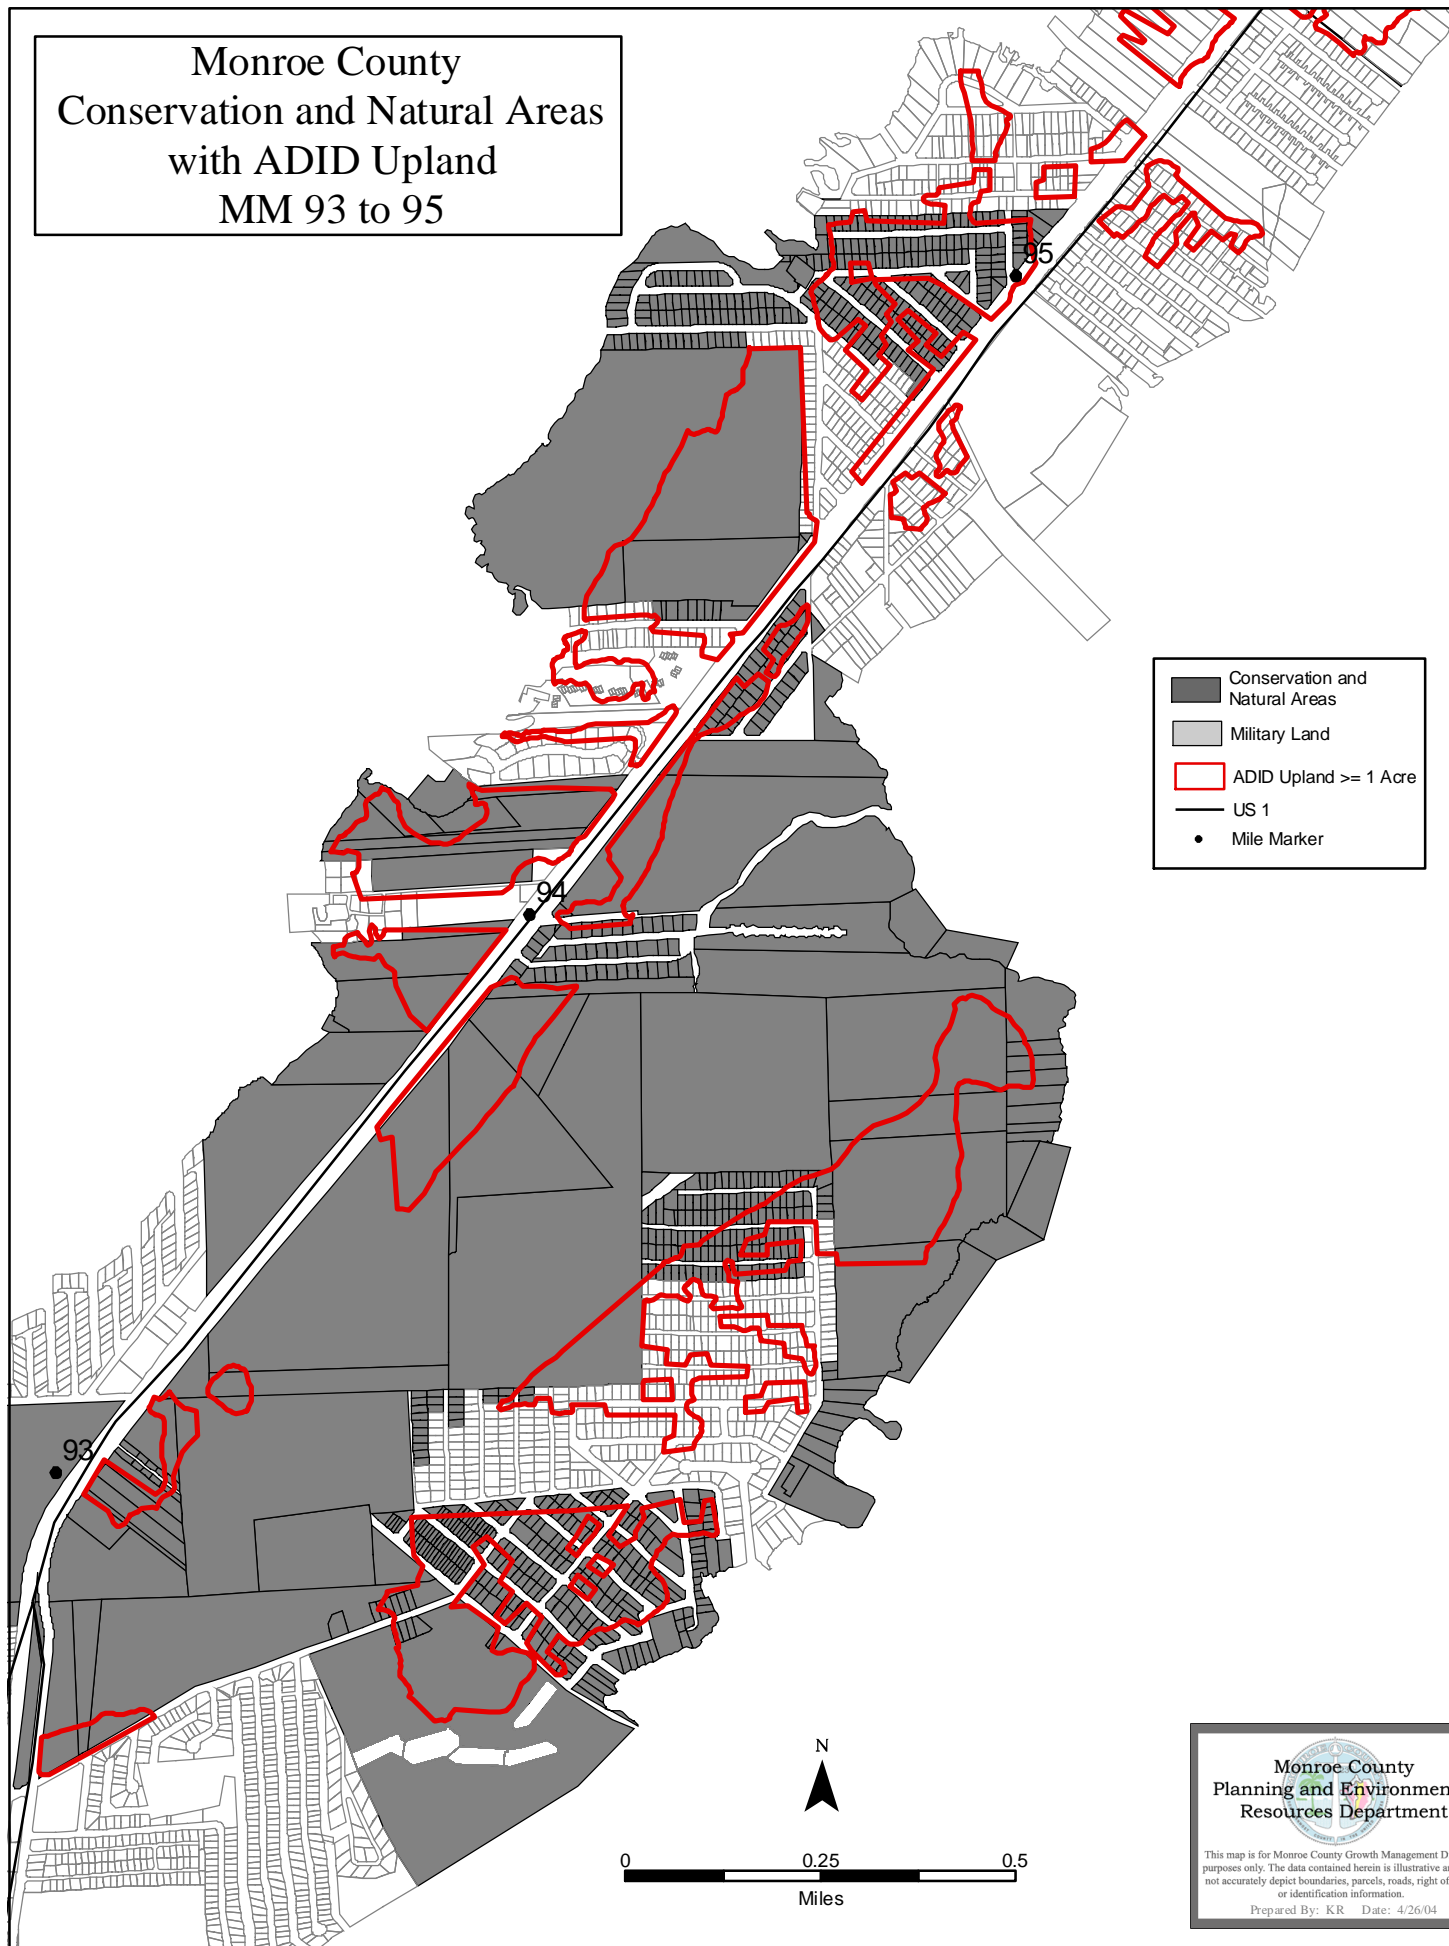 Monroe County
Conservation and Natural Areas
with ADID Upland
MM 93 to 95
95
Conservation and
Natural Areas
Military Land
ADID Upland >= 1 Acre
US 1
Mile Marker
94
93
N
0 0.25 0.5
Miles
Monroe County
Planning and Environmen
Resources Department
This map is for Monroe County Growth Management D
purposes only. The data contained herein is illustrative a
not accurately depict boundaries, parcels, roads, right of
or identification information.
Prepared By: KR Date: 4/26/04